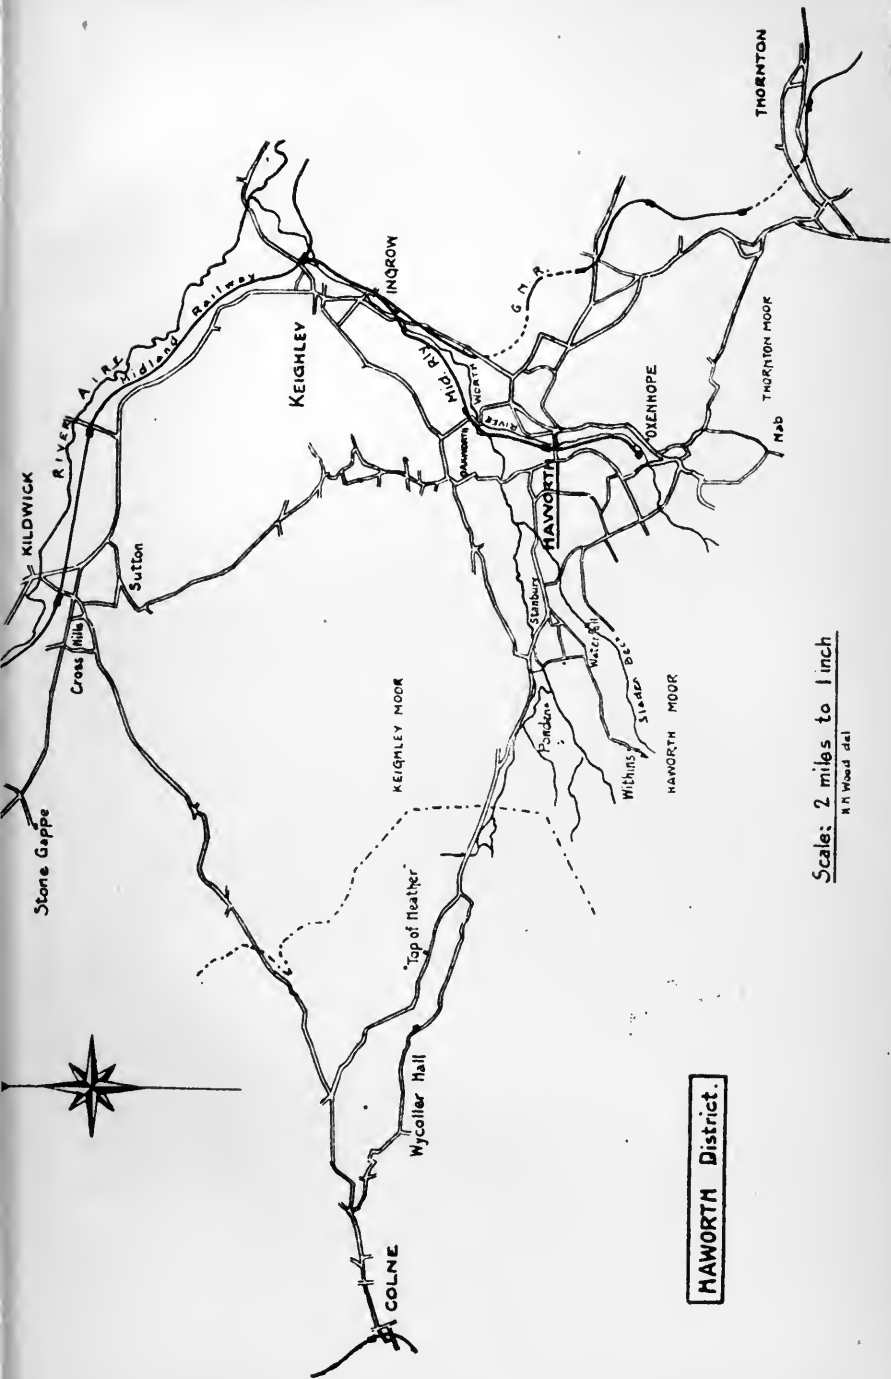 KILDWICK
Stone Gappe
Cross Hills
Sutton
RIVER AIRE
Midland Railway
KEIGHLEY
INGROW
Mid. Rly
OAKWORTH
RIVER WORTH
G.N.R.
THORNTON
COLNE
Wycoller Hall
"Top of Heather"
KEIGHLEY MOOR
Ponden
Stanbury
HAWORTH
OXENHOPE
Waterfall
Sladen Bec
Withins
HAWORTH MOOR
Nab
THORNTON MOOR
HAWORTH District.
Scale: 2 miles to 1 inch